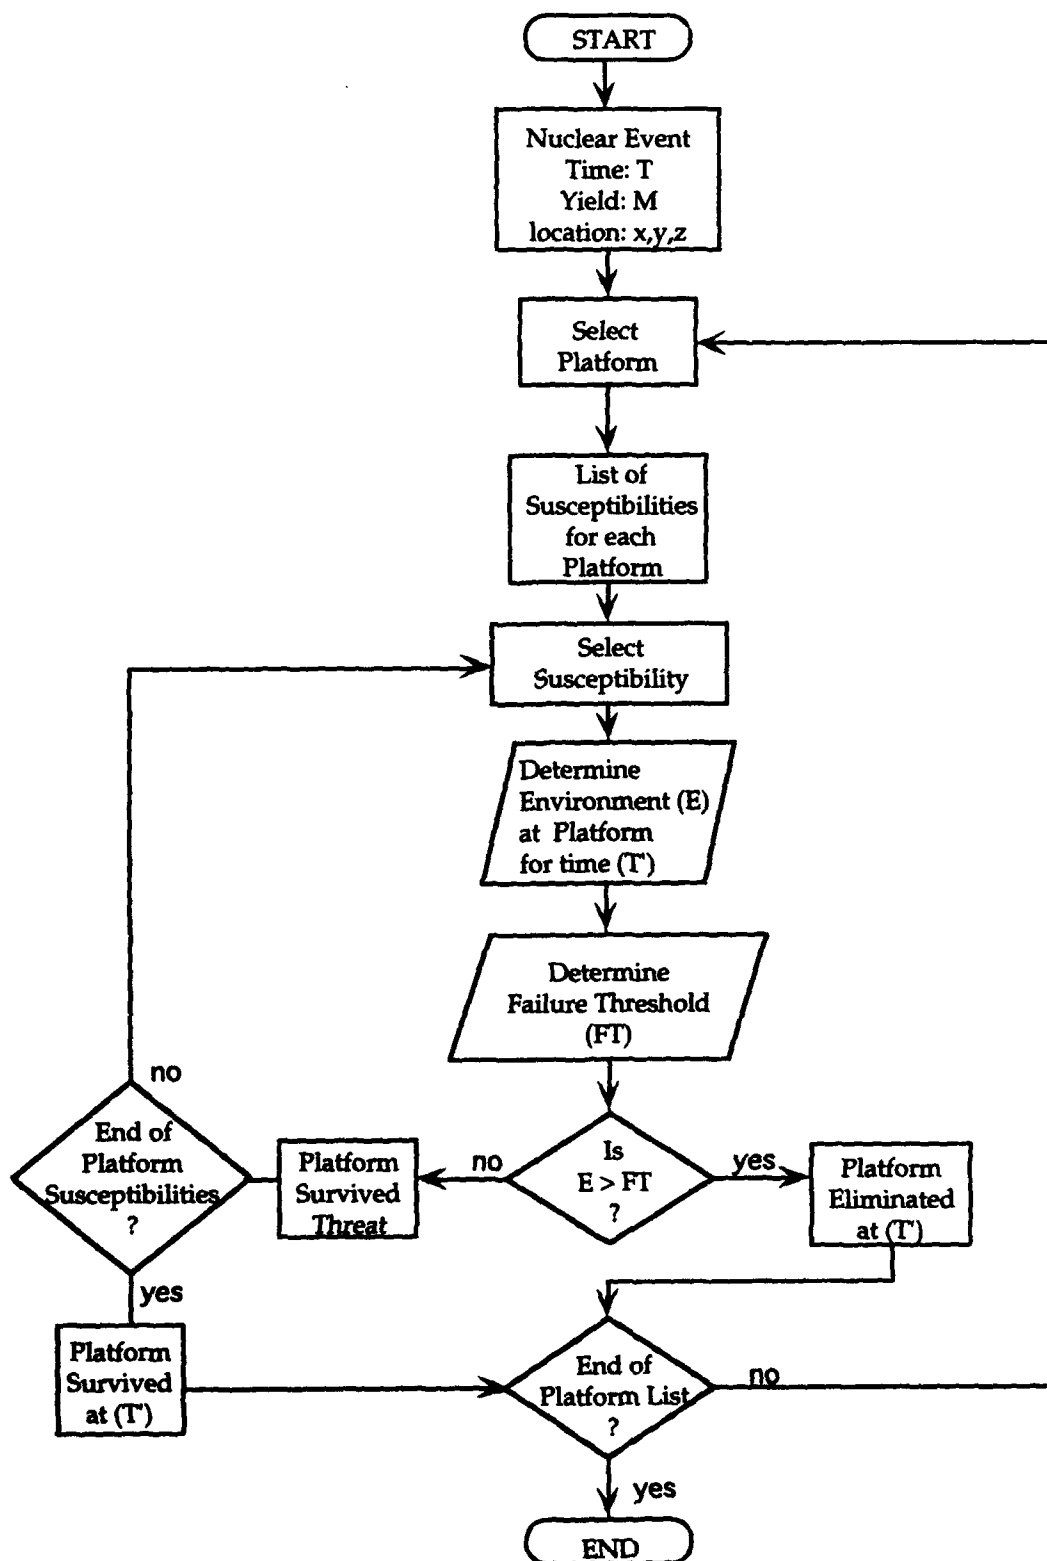 START
Nuclear Event
Time: T
Yield: M
location: x,y,z
Select
Platform
List of
Susceptibilities
for each
Platform
Select
Susceptibility
Determine
Environment (E)
at Platform
for time (T')
Determine
Failure Threshold
(FT)
no
End of
Platform
Susceptibilities
?
Platform
Survived
Threat
no
Is
E > FT
?
yes
Platform
Eliminated
at (T')
yes
Platform
Survived
at (T')
End of
Platform List
?
no
yes
END